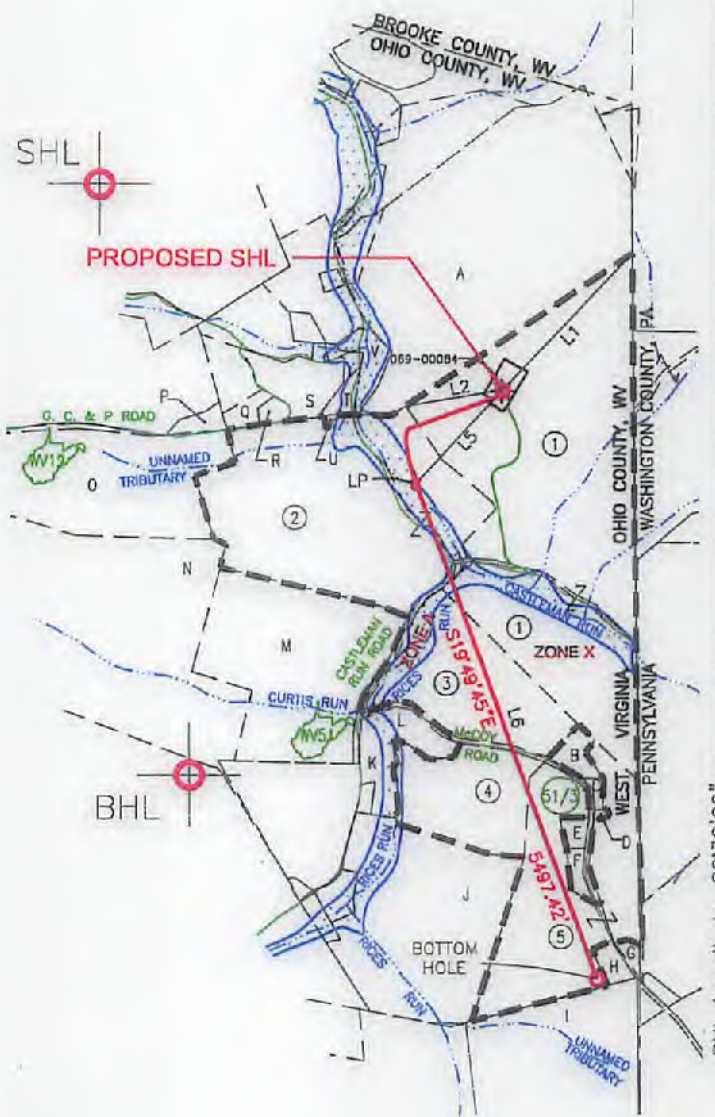 BROOKE COUNTY, WV
OHIO COUNTY, WV
SHL
PROPOSED SHL
A
L1
V
069-00084
L2
P
S
T
G. C. & P ROAD
Q
L5
1
WV12
O
UNNAMED
TRIBUTARY
R
U
LP
2
Z
OHIO COUNTY, WV
WASHINGTON COUNTY, PA
N
CASTLEMAN RUN
Z
M
CASTLEMAN
RUN ROAD
ZONE A
RICES RUN
1
ZONE X
S19°49'45"E
3
CURTIS RUN
L6
WEST VIRGINIA
PENNSYLVANIA
WV51
L
McCOY
ROAD
B
K
4
51/3
BHL
E
D
F
RICES RUN
J
5497.42'
Z
5
G
BOTTOM
HOLE
H
RICES RUN
I
UNNAMED
TRIBUTARY